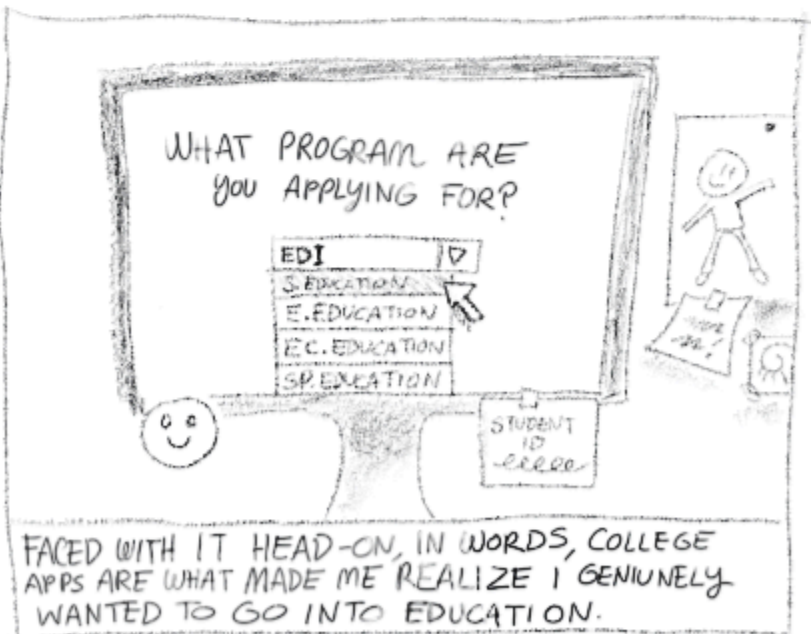 WHAT PROGRAM ARE
YOU APPLYING FOR?
ED
S. EDUCATION
E. EDUCATION
EC. EDUCATION
SP. EDUCATION
STUDENT
ID
FACED WITH IT HEAD-ON, IN WORDS, COLLEGE
APPS ARE WHAT MADE ME REALIZE I GENIUNELY
WANTED TO GO INTO EDUCATION.